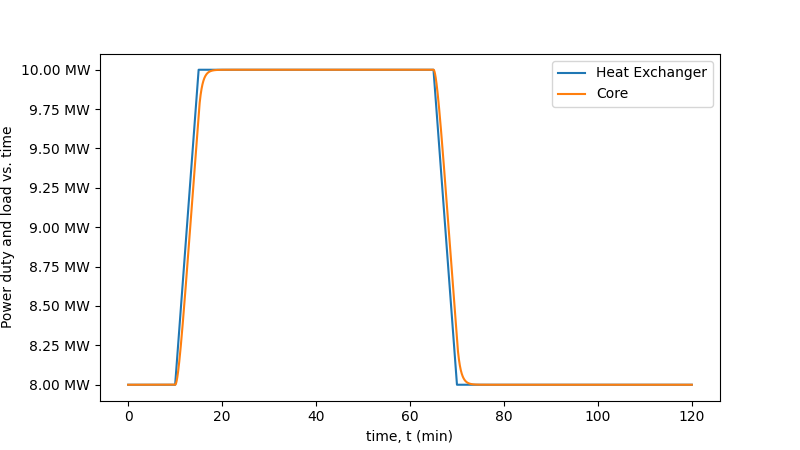 Power duty and load vs. time
10.00 MW
9.75 MW
9.50 MW
9.25 MW
9.00 MW
8.75 MW
8.50 MW
8.25 MW
8.00 MW
Heat Exchanger
Core
0 20 40 60 80 100 120
time, t (min)